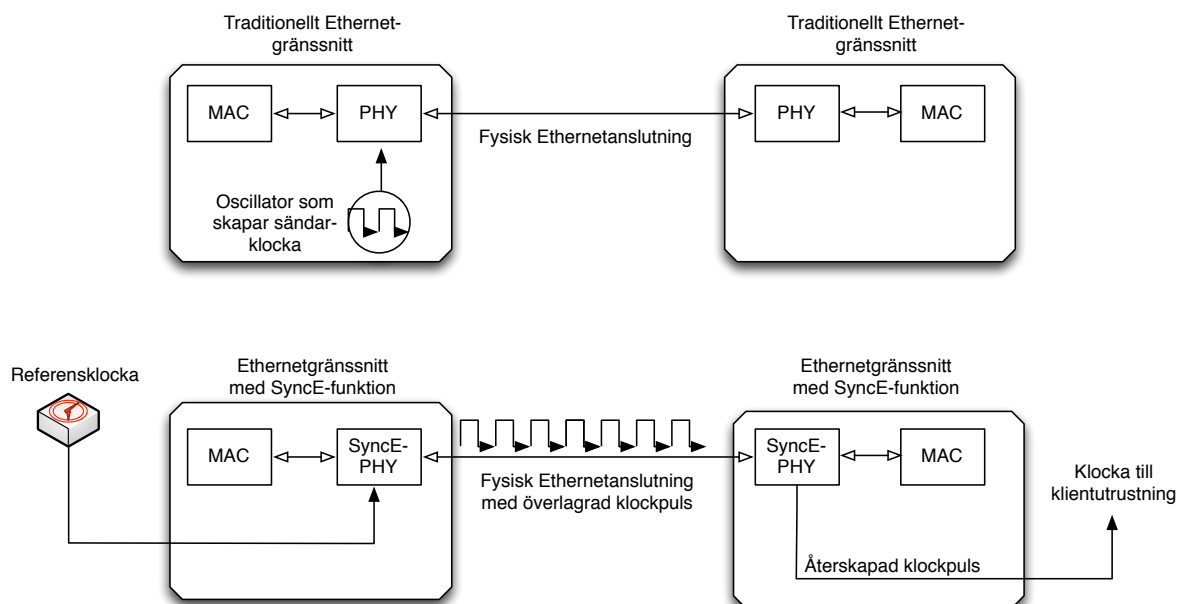 Traditionellt Ethernet-
gränssnitt
Traditionellt Ethernet-
gränssnitt
MAC
PHY
PHY
MAC
Fysisk Ethernetanslutning
Oscillator som
skapar sändar-
klocka
Referensklocka
Ethernetgränssnitt
med SyncE-funktion
Ethernetgränssnitt
med SyncE-funktion
MAC
SyncE-
PHY
SyncE-
PHY
MAC
Fysisk Ethernetanslutning
med överlagrad klockpuls
Klocka till
klientutrustning
Återskapad klockpuls